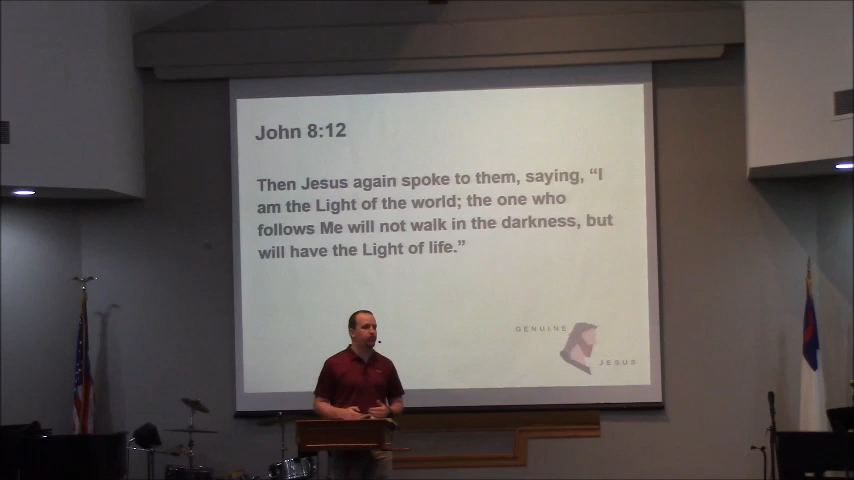 John 8:12
Then Jesus again spoke to them, saying, “I
am the Light of the world; the one who
follows Me will not walk in the darkness, but
will have the Light of life.”
GENUINE
JESUS